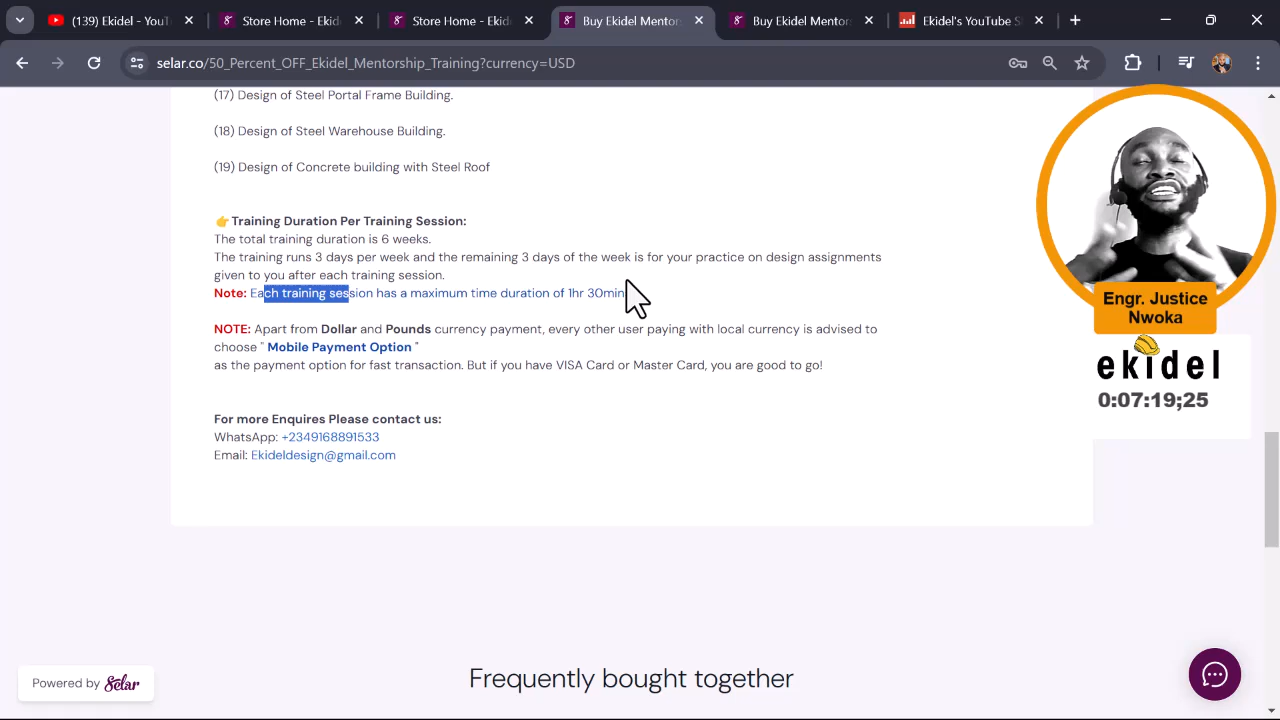 (139) Ekidel - YouT
Store Home - Ekide
Store Home - Ekide
Buy Ekidel Mentors
Buy Ekidel Mentors
Ekidel's YouTube S
selar.co/50_Percent_OFF_Ekidel_Mentorship_Training?currency=USD
(17) Design of Steel Portal Frame Building.
(18) Design of Steel Warehouse Building.
(19) Design of Concrete building with Steel Roof
👉 Training Duration Per Training Session:
The total training duration is 6 weeks.
The training runs 3 days per week and the remaining 3 days of the week is for your practice on design assignments
given to you after each training session.
Note: Each training session has a maximum time duration of 1hr 30min
NOTE: Apart from Dollar and Pounds currency payment, every other user paying with local currency is advised to
choose " Mobile Payment Option "
as the payment option for fast transaction. But if you have VISA Card or Master Card, you are good to go!
For more Enquires Please contact us:
WhatsApp: +2349168891533
Email: Ekideldesign@gmail.com
Engr. Justice
Nwoka
ekidel
0:07:19;25
Frequently bought together
Powered by Selar